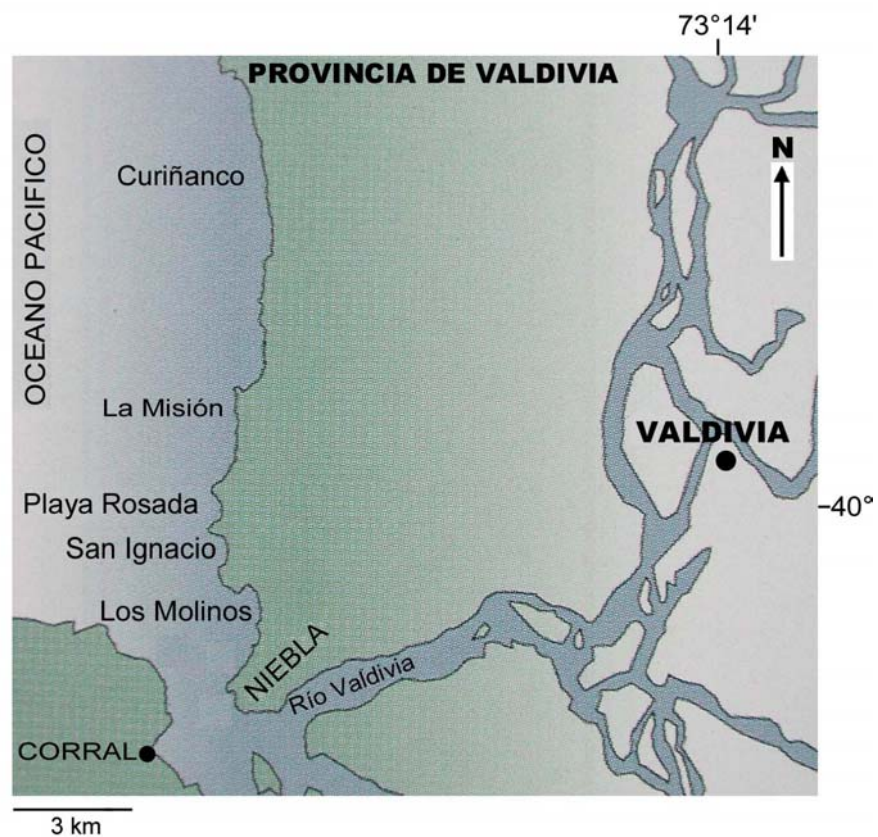 73°14'
PROVINCIA DE VALDIVIA
N
OCEANO PACIFICO
Curiñanco
La Misión
VALDIVIA
Playa Rosada
40°
San Ignacio
Los Molinos
NIEBLA
Río Valdivia
CORRAL
3 km